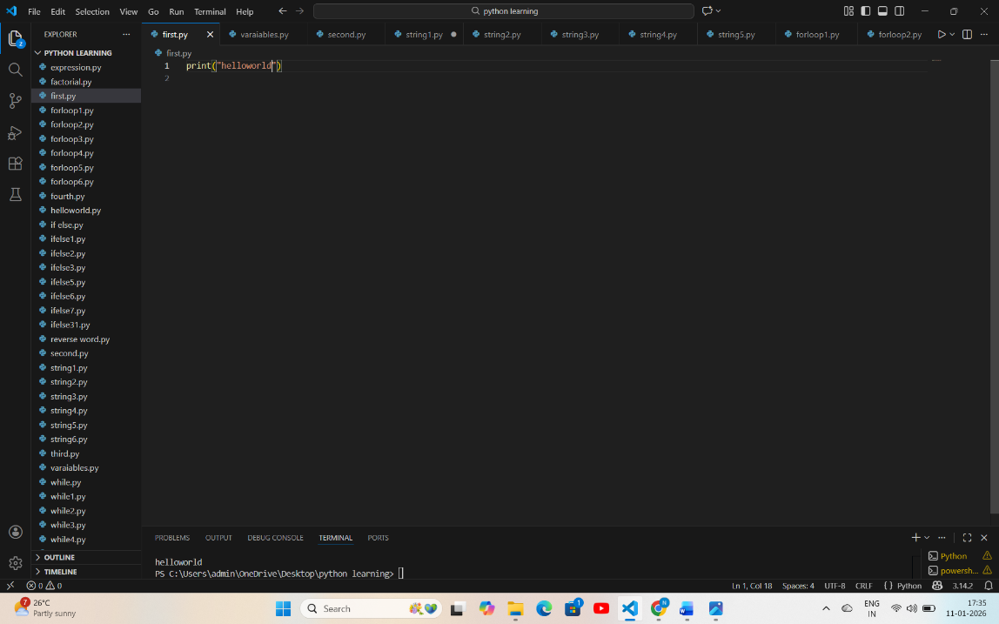 File Edit Selection View Go Run Terminal Help
python learning
EXPLORER
first.py
varaiables.py
second.py
string1.py
string2.py
string3.py
string4.py
string5.py
forloop1.py
forloop2.py
2
PYTHON LEARNING
expression.py
factorial.py
first.py
forloop1.py
forloop2.py
forloop3.py
forloop4.py
forloop5.py
forloop6.py
fourth.py
helloworld.py
if else.py
ifelse1.py
ifelse2.py
ifelse3.py
ifelse5.py
ifelse6.py
ifelse7.py
ifelse31.py
reverse word.py
second.py
string1.py
string2.py
string3.py
string4.py
string5.py
string6.py
third.py
varaiables.py
while.py
while1.py
while2.py
while3.py
while4.py
OUTLINE
TIMELINE
first.py
1 print("helloworld")
2
PROBLEMS OUTPUT DEBUG CONSOLE TERMINAL PORTS
helloworld
PS C:\Users\admin\OneDrive\Desktop\python learning>
Python
powersh...
0 0
Ln 1, Col 18 Spaces: 4 UTF-8 CRLF { } Python 3.14.2
7
26°C
Partly sunny
Search
1
N
ENG
IN
17:35
11-01-2026